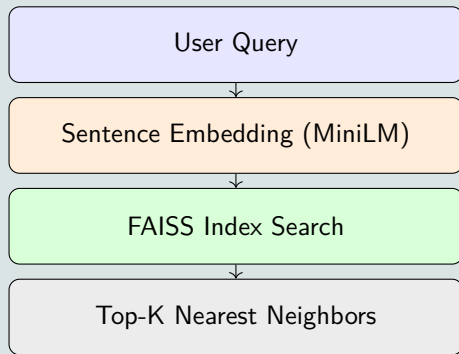 User Query
Sentence Embedding (MiniLM)
FAISS Index Search
Top-K Nearest Neighbors